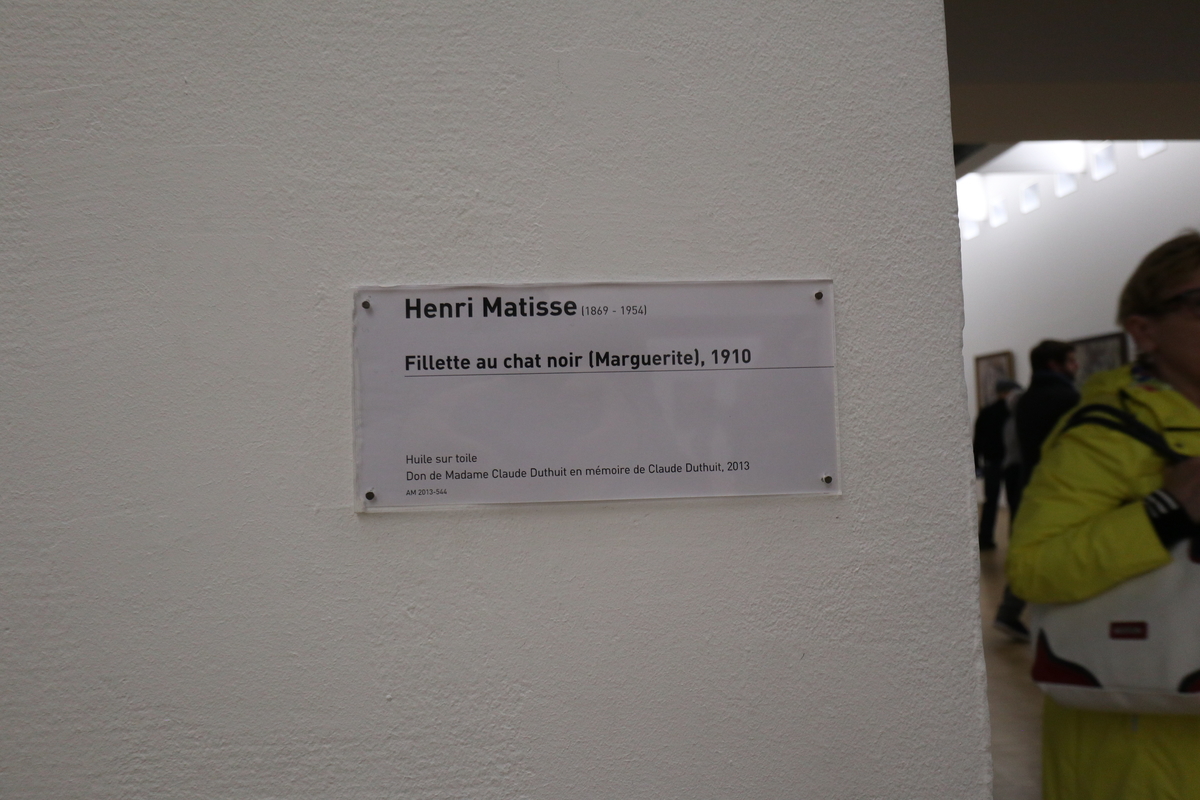 Henri Matisse (1869 - 1954)
Fillette au chat noir (Marguerite), 1910
Huile sur toile
Don de Madame Claude Duthuit en mémoire de Claude Duthuit, 2013
AM 2013-544